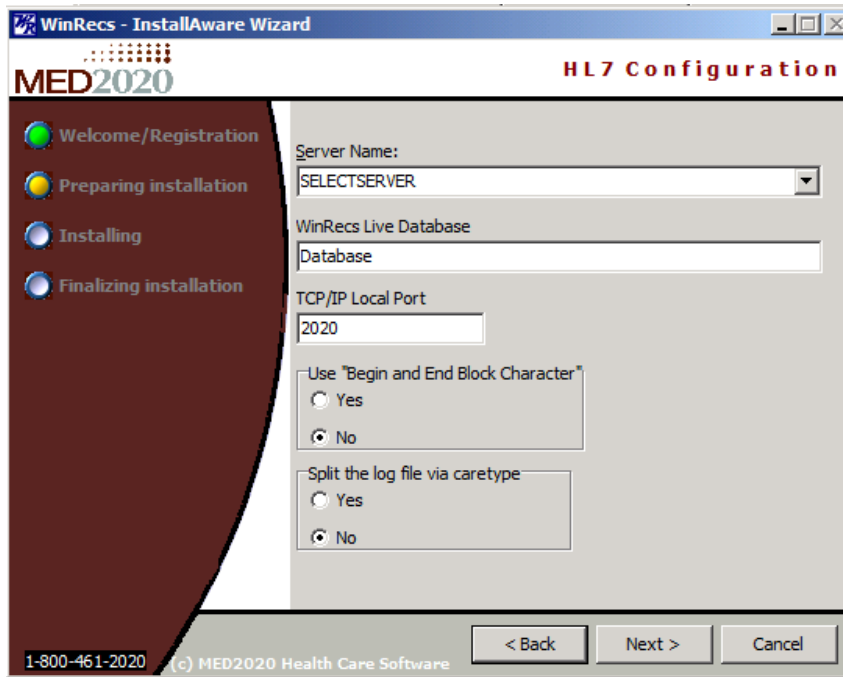 WinRecs - InstallAware Wizard
MED2020
HL7 Configuration
Welcome/Registration
Preparing installation
Installing
Finalizing installation
Server Name:
SELECTSERVER
WinRecs Live Database
Database
TCP/IP Local Port
2020
Use "Begin and End Block Character"
Yes
No
Split the log file via caretype
Yes
No
1-800-461-2020
(c) MED2020 Health Care Software
< Back
Next >
Cancel